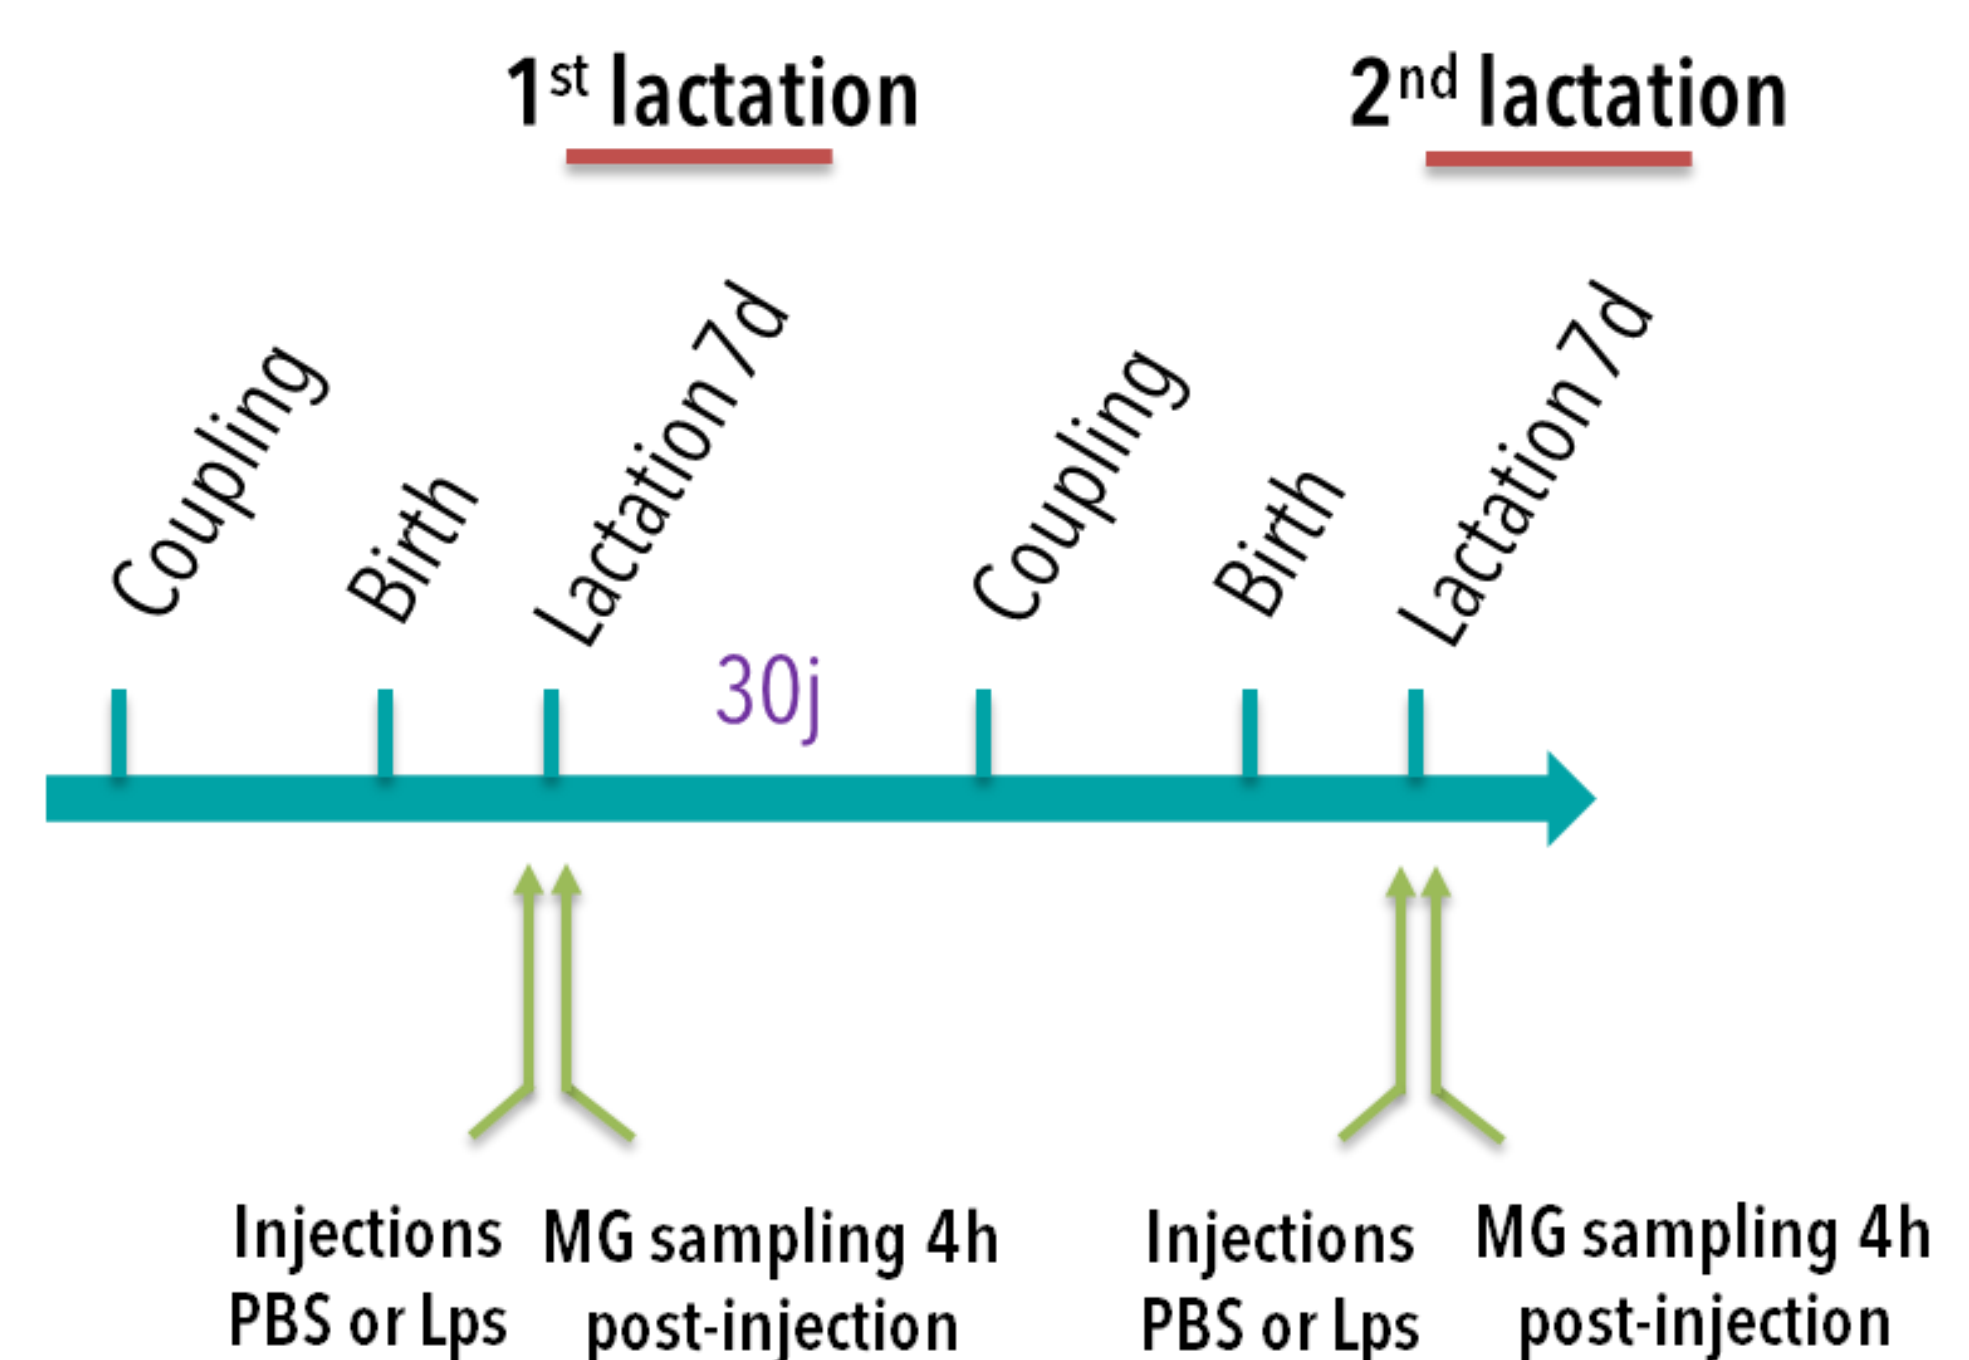 1st lactation
2nd lactation
Coupling
Birth
Lactation 7d
30j
Coupling
Birth
Lactation 7d
Injections
PBS or Lps
MG sampling 4h
post-injection
Injections
PBS or Lps
MG sampling 4h
post-injection